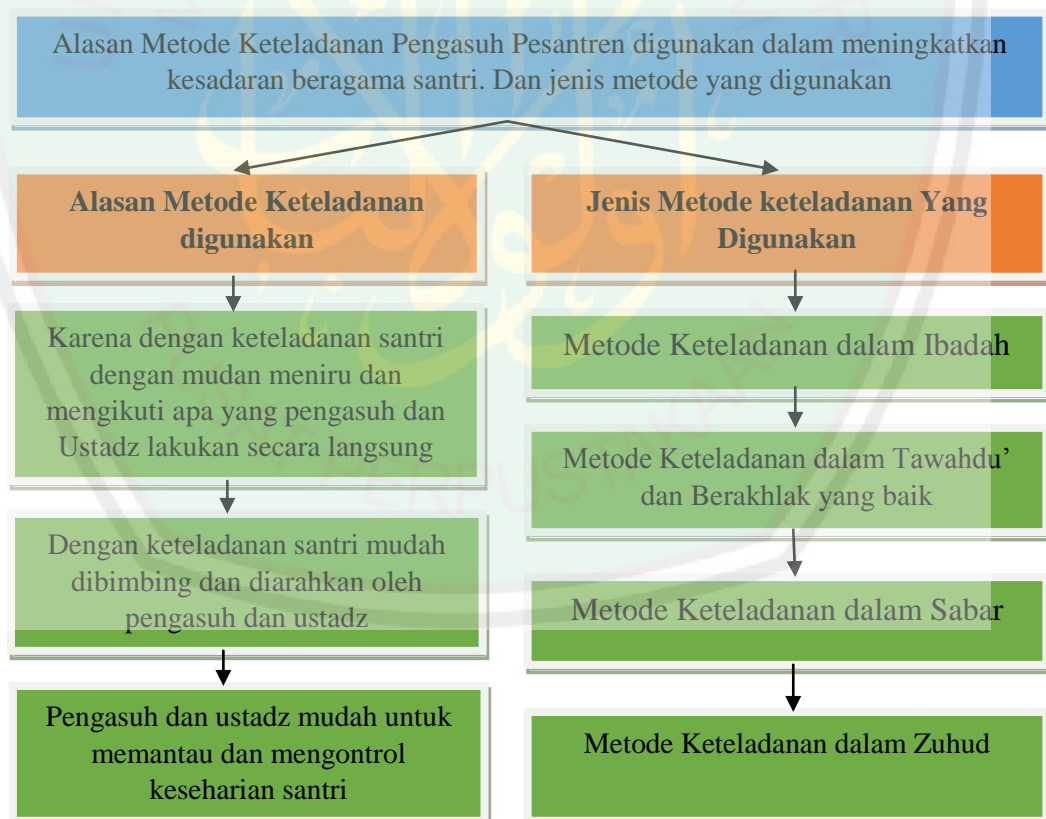 Alasan Metode Keteladanan Pengasuh Pesantren digunakan dalam meningkatkan
kesadaran beragama santri. Dan jenis metode yang digunakan
Alasan Metode Keteladanan
digunakan
Karena dengan keteladanan santri
dengan mudan meniru dan
mengikuti apa yang pengasuh dan
Ustadz lakukan secara langsung
Dengan keteladanan santri mudah
dibimbing dan diarahkan oleh
pengasuh dan ustadz
Pengasuh dan ustadz mudah untuk
memantau dan mengontrol
keseharian santri
Jenis Metode keteladanan Yang
Digunakan
Metode Keteladanan dalam Ibadah
Metode Keteladanan dalam Tawahdu’
dan Berakhlak yang baik
Metode Keteladanan dalam Sabar
Metode Keteladanan dalam Zuhud
PERPUSTAKAAN